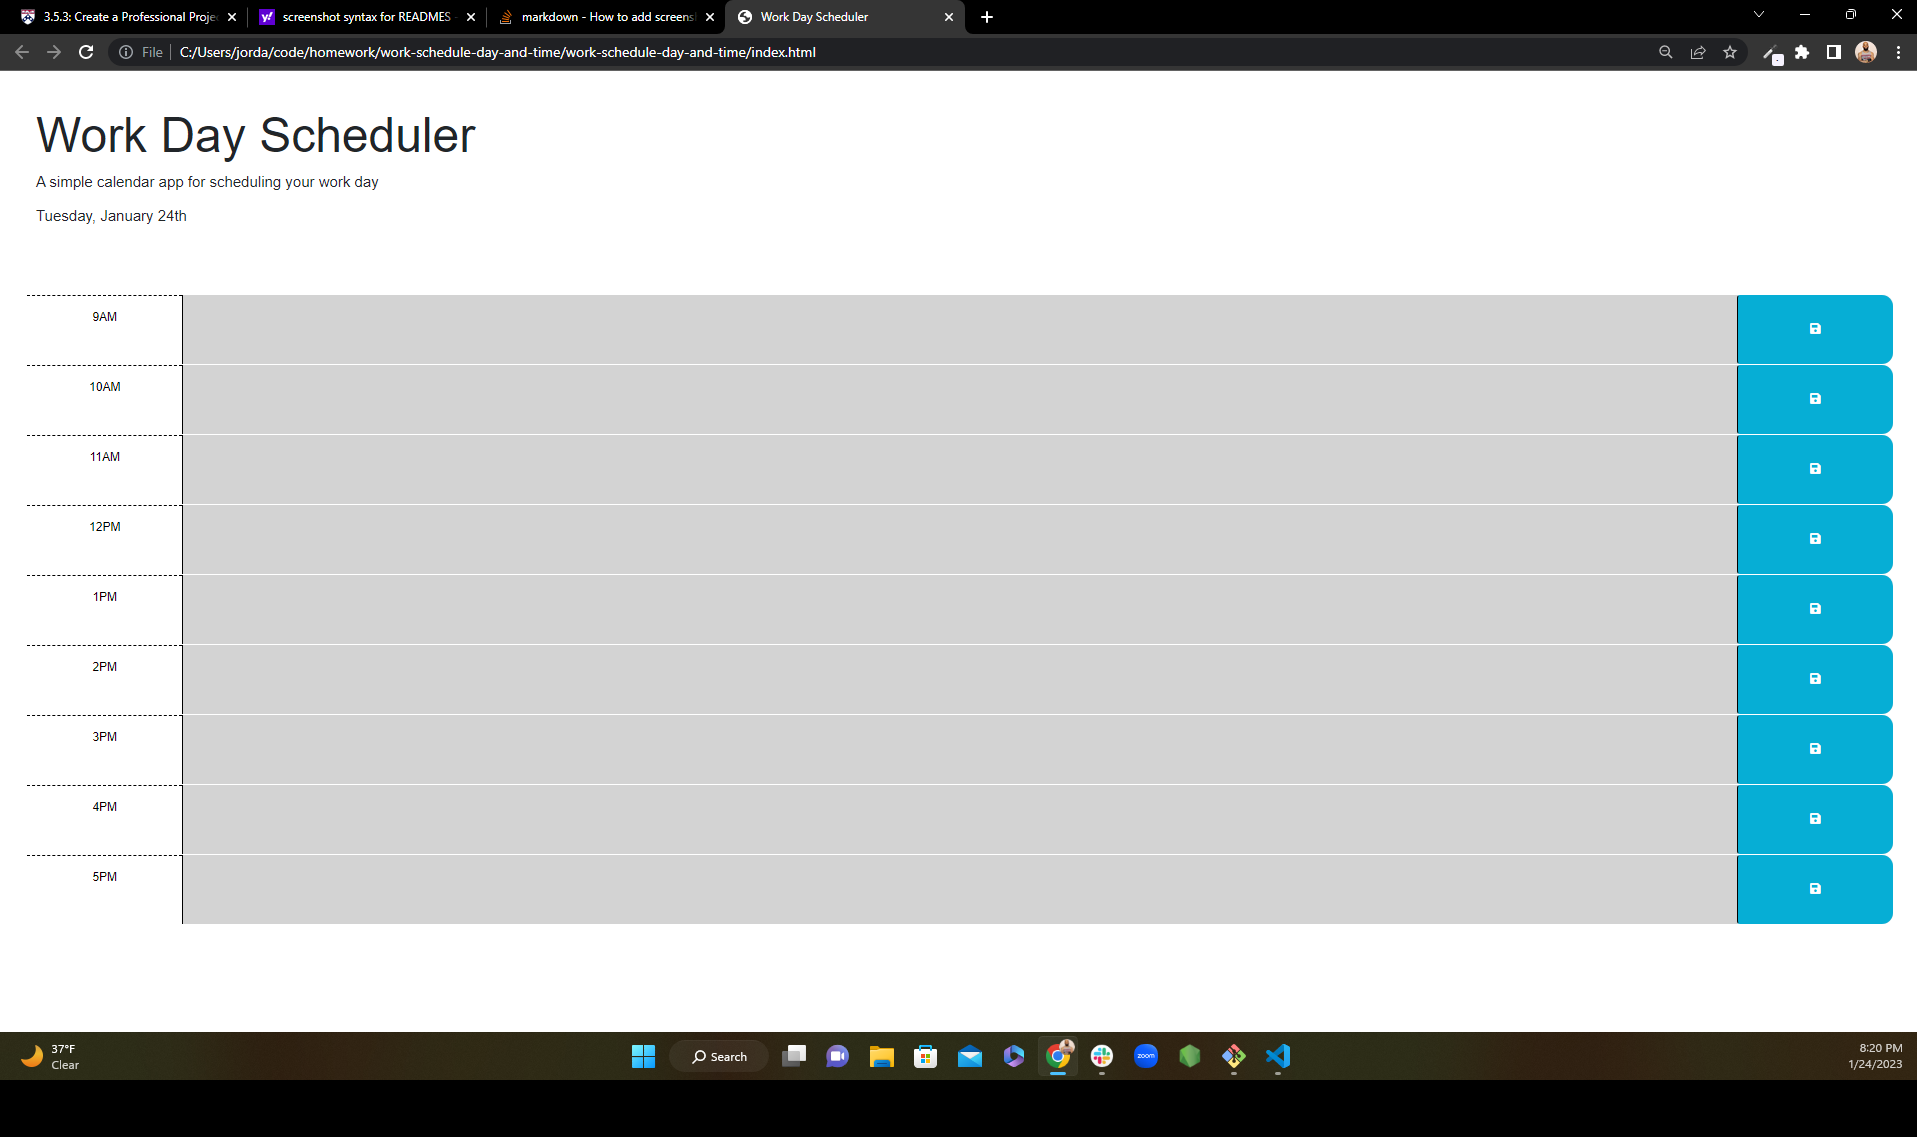 3.5.3: Create a Professional Proje
screenshot syntax for READMES
markdown - How to add screens
Work Day Scheduler
File
C:/Users/jorda/code/homework/work-schedule-day-and-time/work-schedule-day-and-time/index.html
Work Day Scheduler
A simple calendar app for scheduling your work day
Tuesday, January 24th
9AM
10AM
11AM
12PM
1PM
2PM
3PM
4PM
5PM
37°F
Clear
Search
zoom
8:20 PM
1/24/2023